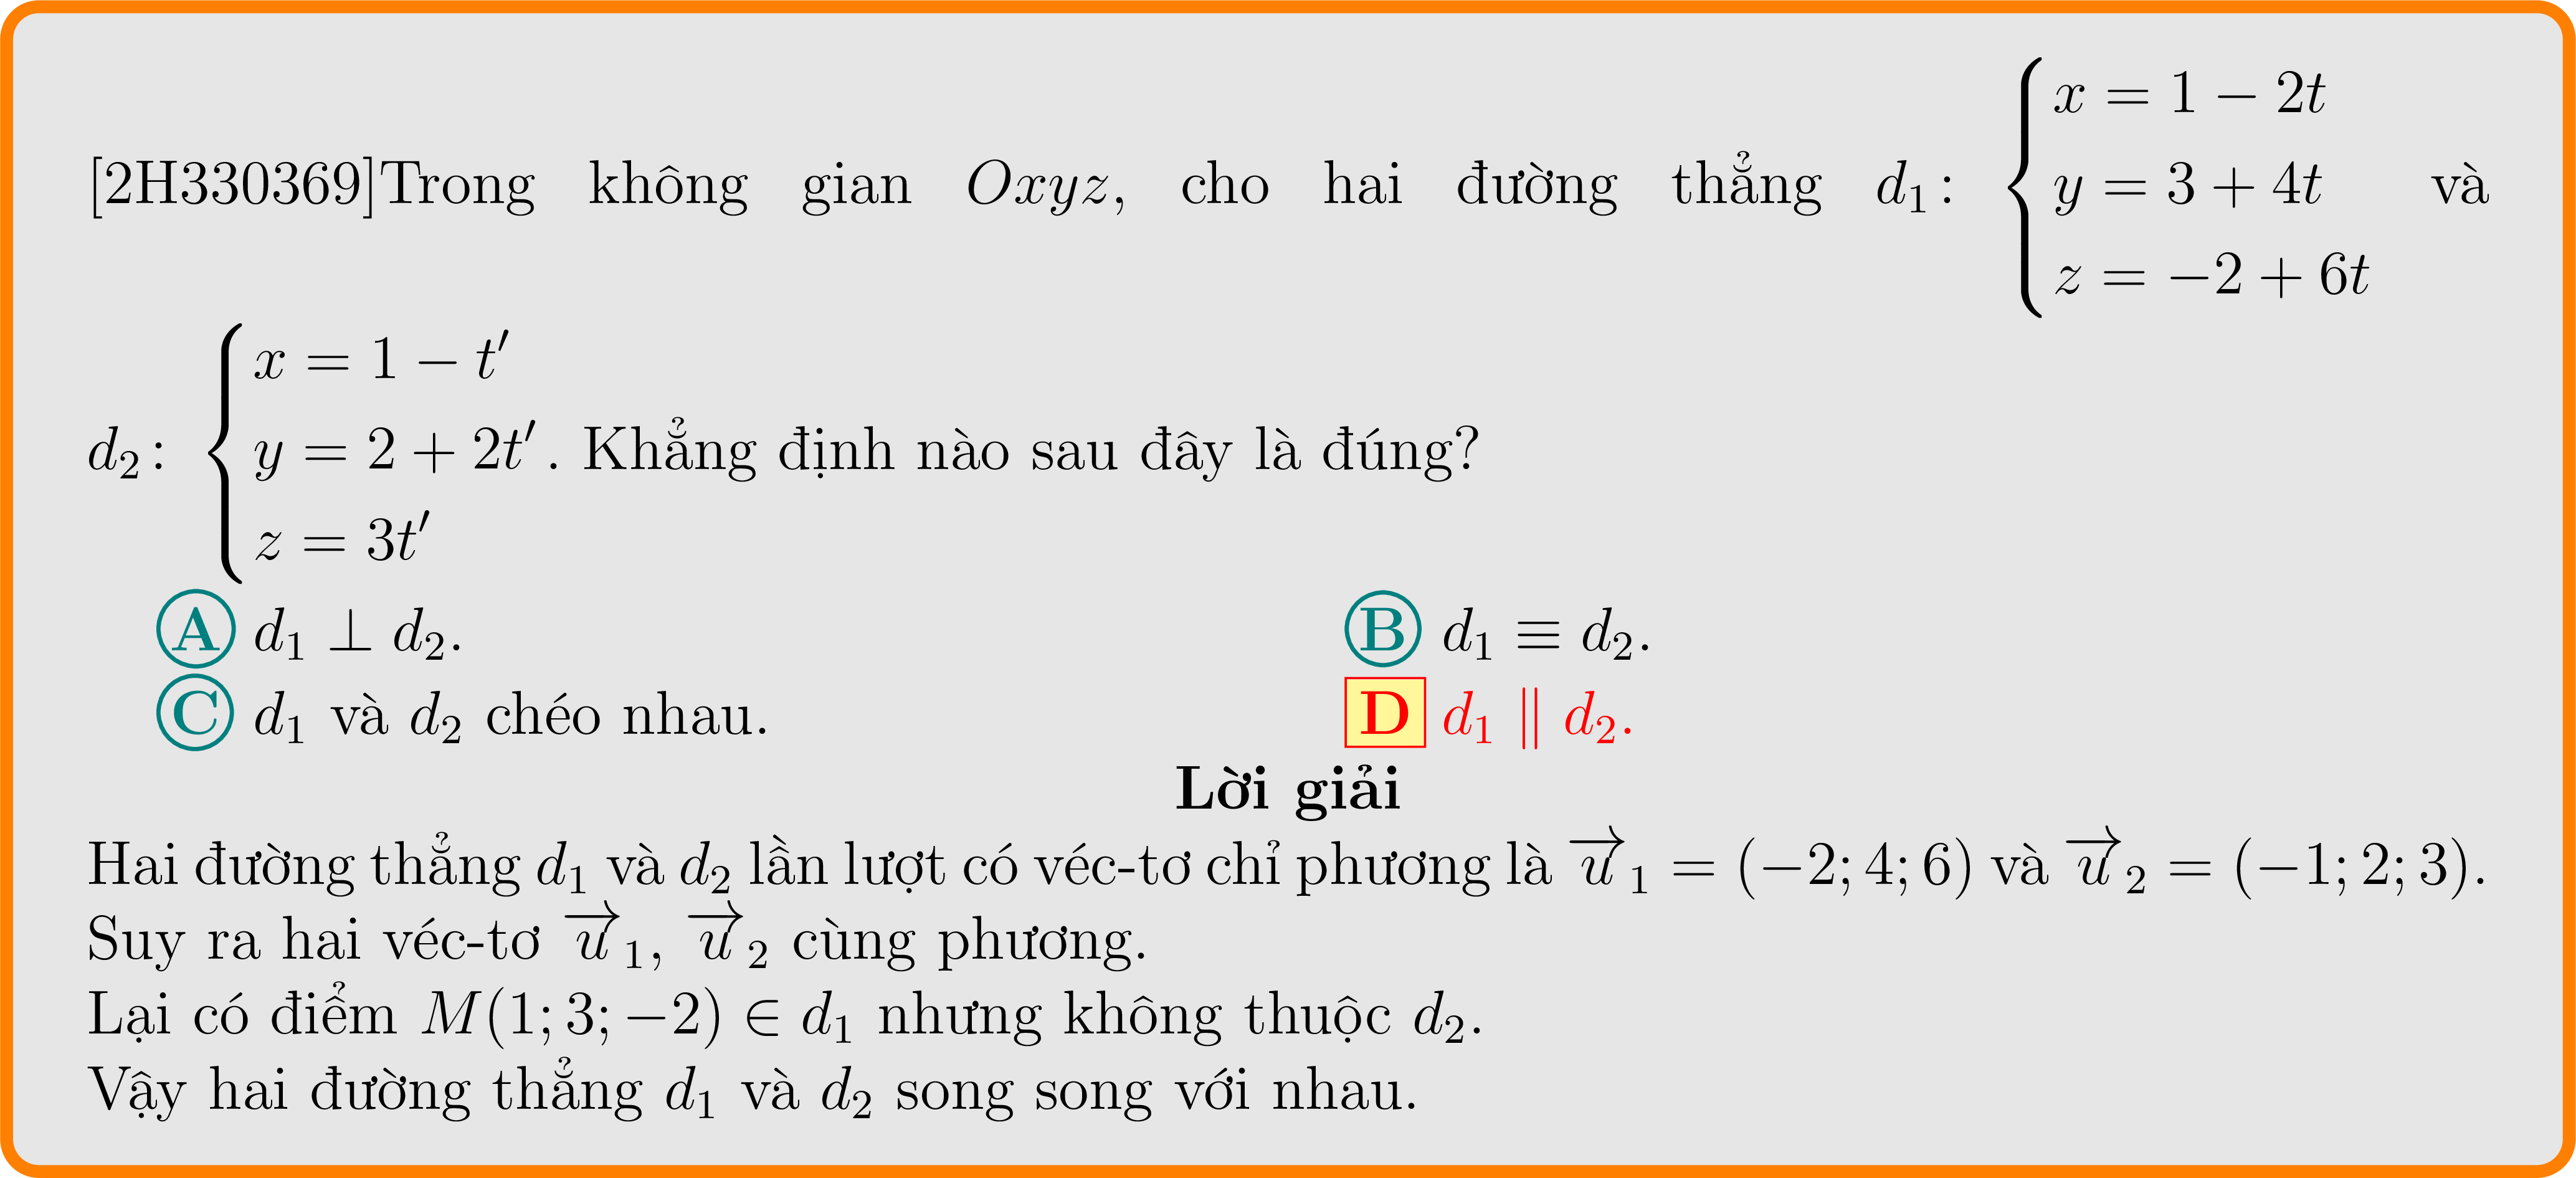 [2H330369]Trong không gian $Oxyz$, cho hai đường thẳng $d_1\colon \begin{cases} x = 1 - 2t \\ y = 3 + 4t \\ z = -2 + 6t \end{cases}$ và
$d_2\colon \begin{cases} x = 1 - t' \\ y = 2 + 2t' \\ z = 3t' \end{cases}$. Khẳng định nào sau đây là đúng?
A $d_1 \perp d_2$. B $d_1 \equiv d_2$.
C $d_1$ và $d_2$ chéo nhau. D $d_1 \parallel d_2$.
Lời giải
Hai đường thẳng $d_1$ và $d_2$ lần lượt có véc-tơ chỉ phương là $\overrightarrow{u}_1 = (-2; 4; 6)$ và $\overrightarrow{u}_2 = (-1; 2; 3)$.
Suy ra hai véc-tơ $\overrightarrow{u}_1$, $\overrightarrow{u}_2$ cùng phương.
Lại có điểm $M(1; 3; -2) \in d_1$ nhưng không thuộc $d_2$.
Vậy hai đường thẳng $d_1$ và $d_2$ song song với nhau.